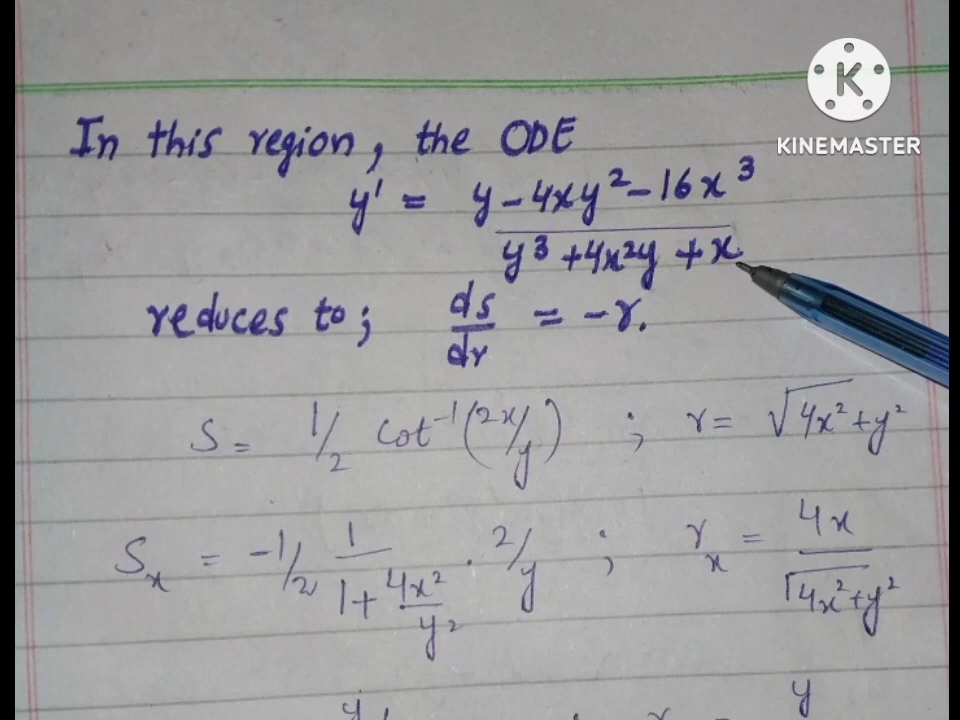 K
KINEMASTER
In this region, the ODE
y' = y - 4xy² - 16x³ / y³ + 4x²y + x
reduces to; ds/dr = -r.
S = 1/2 cot⁻¹(2x/y) ; r = √4x² + y²
Sx = -1/2 1/1 + 4x²/y² . 2/y ; rx = 4x/√4x² + y²
y